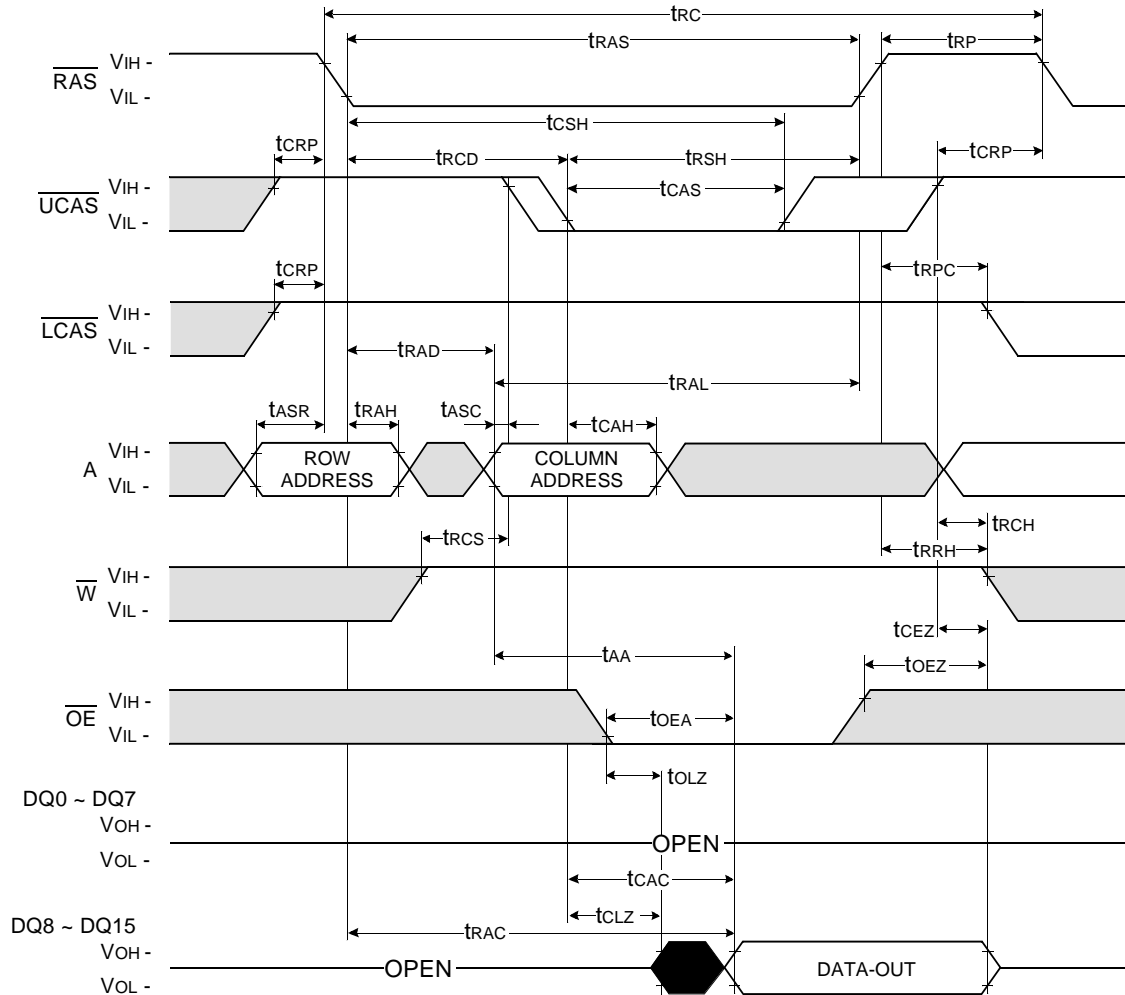 tRC
tRAS
tRP
RAS
VIH -
VIL -
tCSH
tCRP
tRCD
tRSH
tCRP
UCAS
VIH -
VIL -
tCAS
tCRP
tRPC
LCAS
VIH -
VIL -
tRAD
tRAL
tASR
tRAH
tASC
tCAH
A
VIH -
VIL -
ROW
ADDRESS
COLUMN
ADDRESS
tRCS
tRCH
tRRH
W
VIH -
VIL -
tCEZ
tAA
tOEZ
OE
VIH -
VIL -
tOEA
tOLZ
DQ0 ~ DQ7
VOH -
VOL -
OPEN
tCAC
tCLZ
DQ8 ~ DQ15
tRAC
VOH -
VOL -
OPEN
DATA-OUT